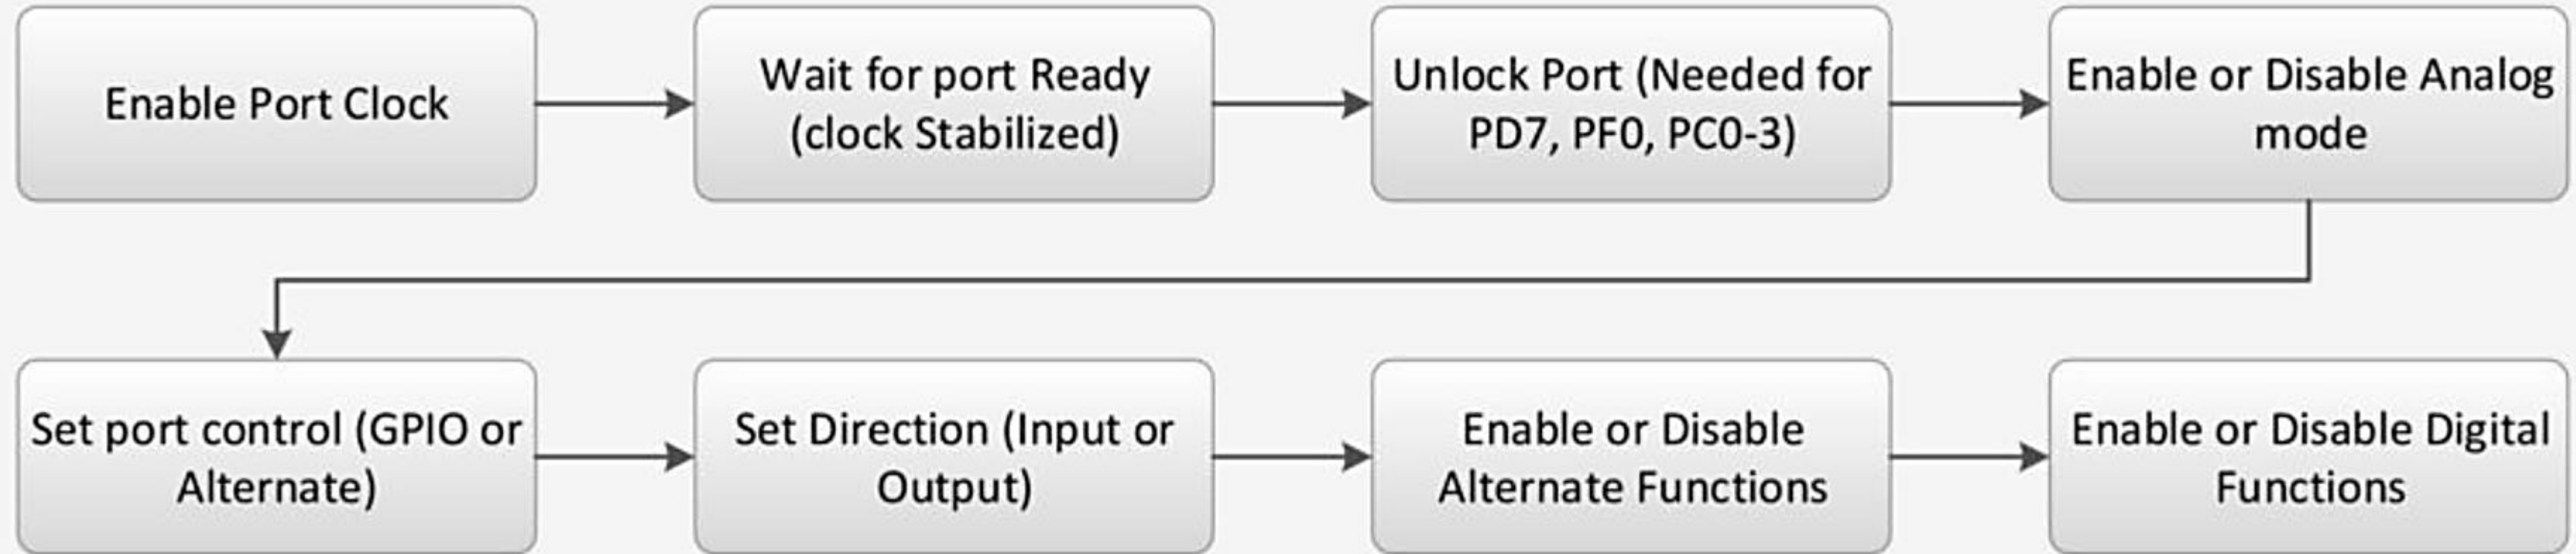 Enable Port Clock
Wait for port Ready
(clock Stabilized)
Unlock Port (Needed for
PD7, PF0, PC0-3)
Enable or Disable Analog
mode
Set port control (GPIO or
Alternate)
Set Direction (Input or
Output)
Enable or Disable
Alternate Functions
Enable or Disable Digital
Functions